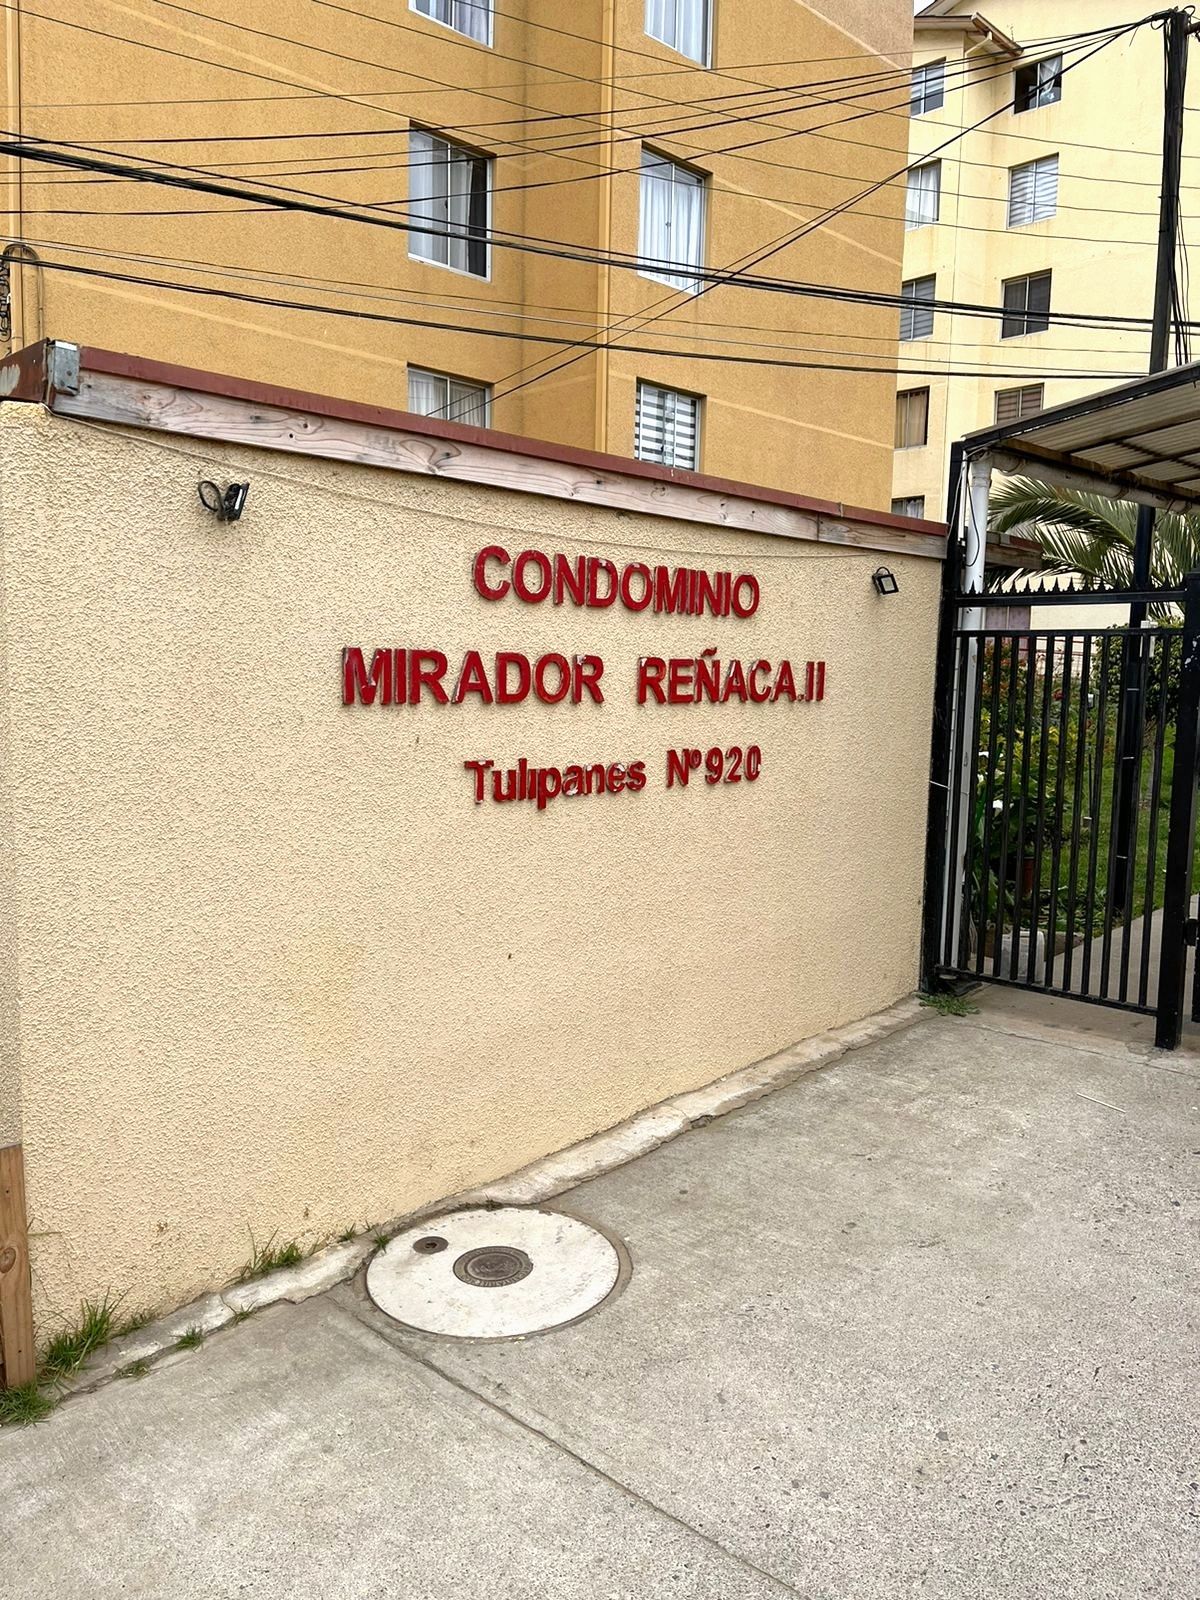 CONDOMINIO
MIRADOR REÑACA.II
Tulipanes Nº920